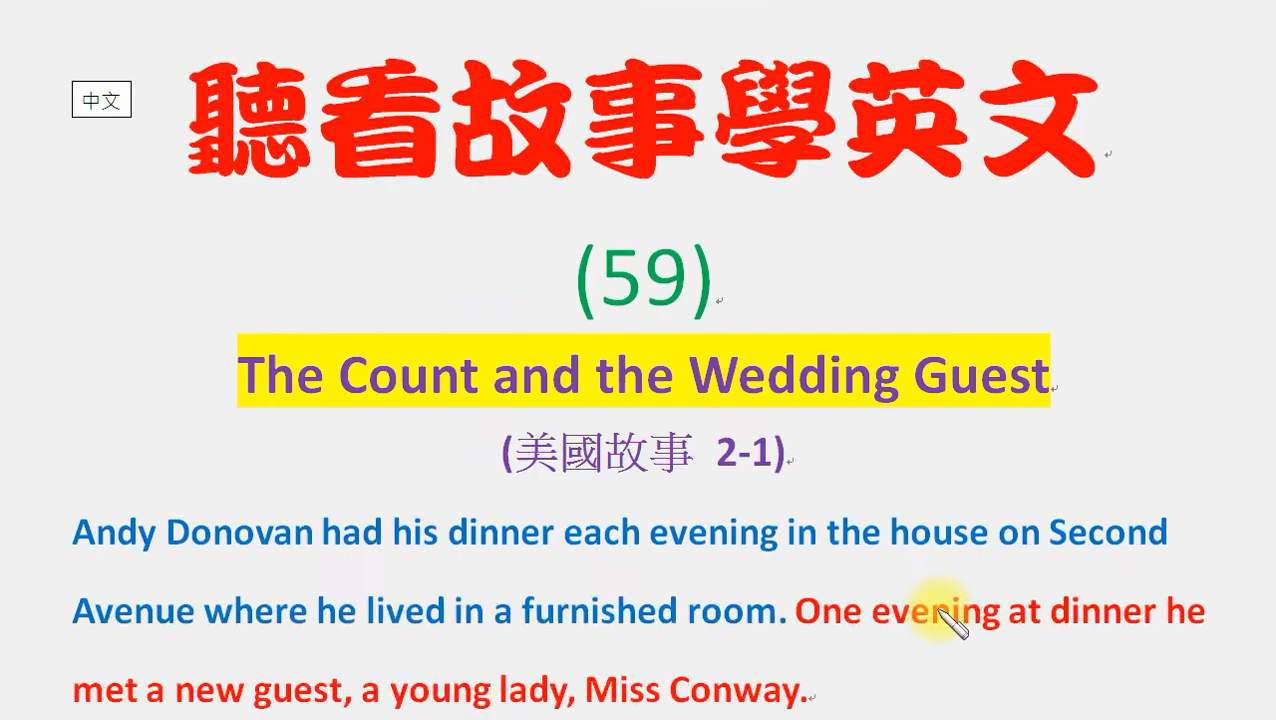 中文
聽看故事學英文
(59)
The Count and the Wedding Guest
(美國故事 2-1)
Andy Donovan had his dinner each evening in the house on Second
Avenue where he lived in a furnished room. One evening at dinner he
met a new guest, a young lady, Miss Conway.